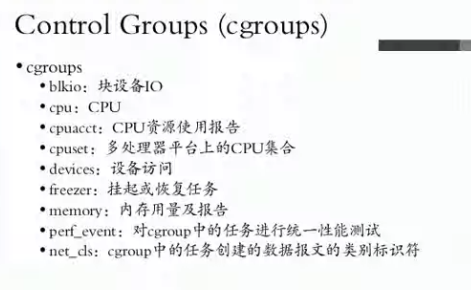 Control Groups (cgroups)
•cgroups
•blkio：块设备IO
•cpu：CPU
•cpuacct：CPU资源使用报告
•cpuset：多处理器平台上的CPU集合
•devices：设备访问
•freezer：挂起或恢复任务
•memory：内存用量及报告
•perf_event：对cgroup中的任务进行统一性能测试
•net_cls：cgroup中的任务创建的数据报文的类别标识符